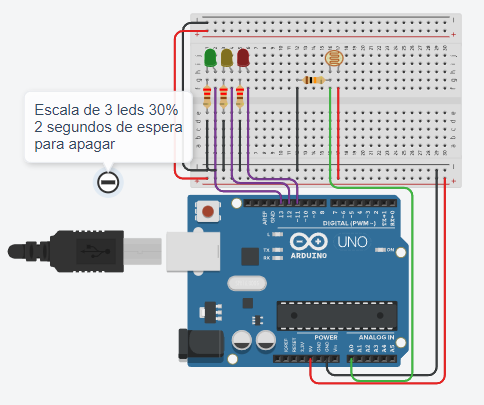 Escala de 3 leds 30%
2 segundos de espera
para apagar
AREF
GND
13
12
~11
~10
~9
8
7
~6
~5
4
~3
2
TX→1
RX←0
DIGITAL (PWM ~)
L
TX
RX
ARDUINO
UNO
ON
POWER
ANALOG IN
IOREF
RESET
3.3V
5V
GND
GND
Vin
A0
A1
A2
A3
A4
A5